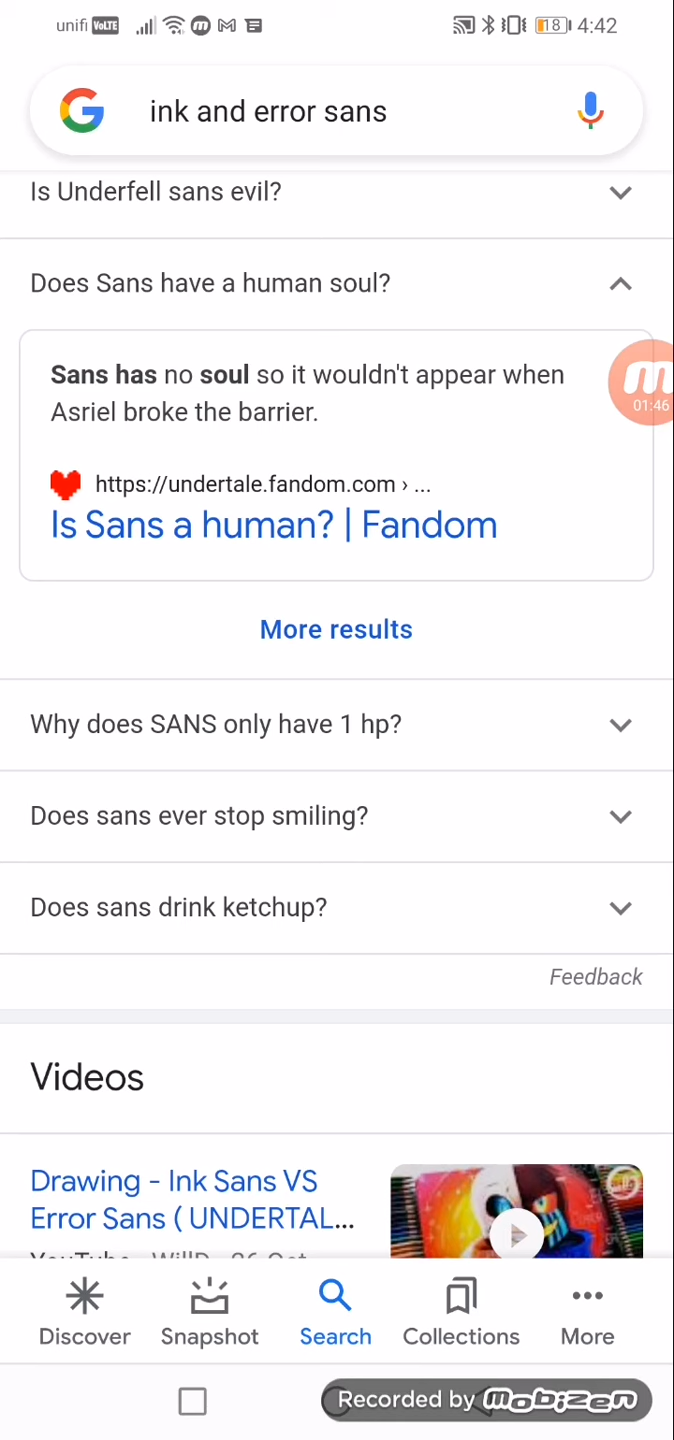 unifi VoLTE 18 4:42
ink and error sans
Is Underfell sans evil?
Does Sans have a human soul?
Sans has no soul so it wouldn't appear when
Asriel broke the barrier.
01:46
https://undertale.fandom.com › ...
Is Sans a human? | Fandom
More results
Why does SANS only have 1 hp?
Does sans ever stop smiling?
Does sans drink ketchup?
Feedback
Videos
Drawing - Ink Sans VS
Error Sans ( UNDERTAL...
YouTube
Discover Snapshot Search Collections More
Recorded by mobizen